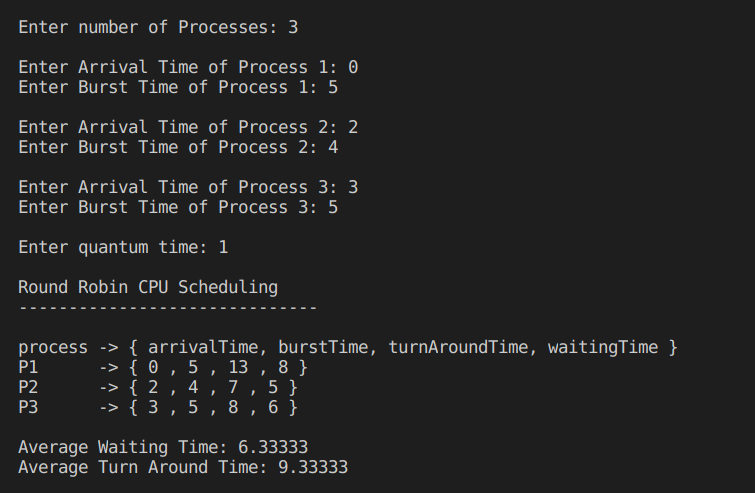 Enter number of Processes: 3
Enter Arrival Time of Process 1: 0
Enter Burst Time of Process 1: 5
Enter Arrival Time of Process 2: 2
Enter Burst Time of Process 2: 4
Enter Arrival Time of Process 3: 3
Enter Burst Time of Process 3: 5
Enter quantum time: 1
Round Robin CPU Scheduling
------------------------------
process -> { arrivalTime, burstTime, turnAroundTime, waitingTime }
P1      -> { 0 , 5 , 13 , 8 }
P2      -> { 2 , 4 , 7 , 5 }
P3      -> { 3 , 5 , 8 , 6 }
Average Waiting Time: 6.33333
Average Turn Around Time: 9.33333